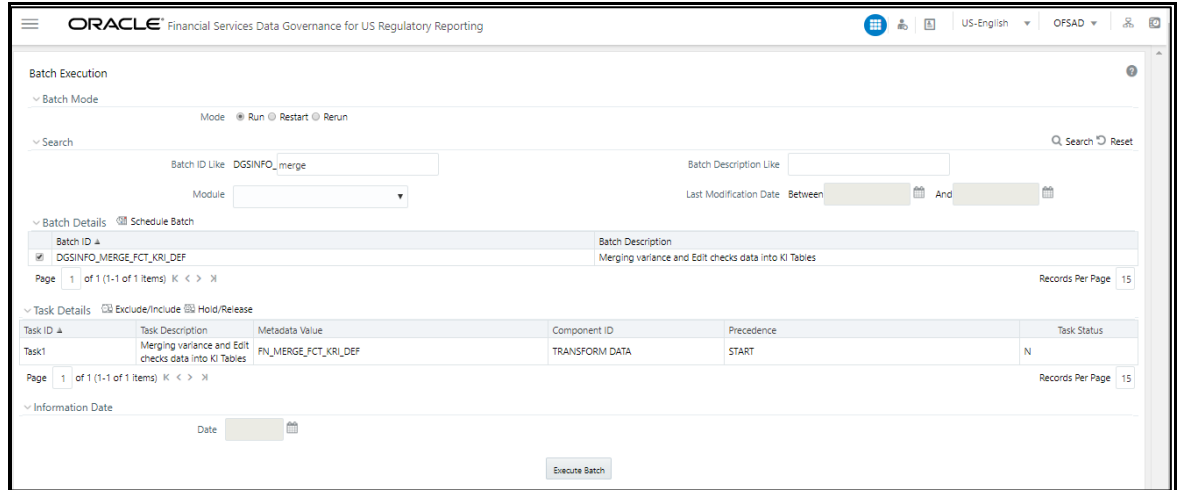 ORACLE® Financial Services Data Governance for US Regulatory Reporting
US-English
OFSAD
Batch Execution
Batch Mode
Mode Run Restart Rerun
Search
Search Reset
Batch ID Like DGSINFO_ merge
Batch Description Like
Module
Last Modification Date Between And
Batch Details Schedule Batch
Batch ID Batch Description
DGSINFO_MERGE_FCT_KRI_DEF Merging variance and Edit checks data into KI Tables
Page 1 of 1 (1-1 of 1 items) Records Per Page 15
Task Details Exclude/Include Hold/Release
Task ID Task Description Metadata Value Component ID Precedence Task Status
Task1 Merging variance and Edit checks data into KI Tables FN_MERGE_FCT_KRI_DEF TRANSFORM DATA START N
Page 1 of 1 (1-1 of 1 items) Records Per Page 15
Information Date
Date
Execute Batch